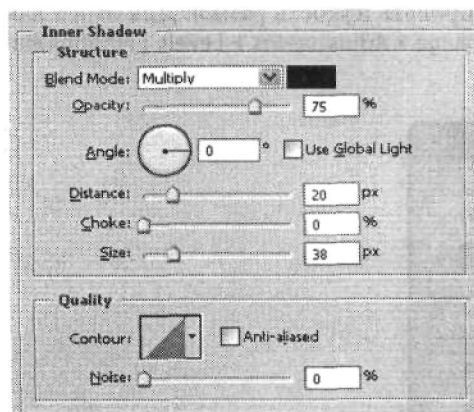 Inner Shadow
Structure
Blend Mode: Multiply
Opacity: 75 %
Angle: 0 ° Use Global Light
Distance: 20 px
Choke: 0 %
Size: 38 px
Quality
Contour: Anti-aliased
Noise: 0 %